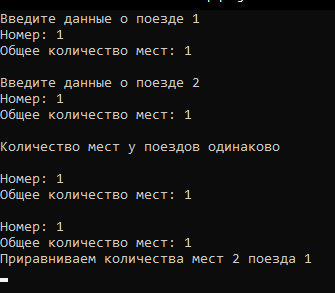 Введите данные о поезде 1
Номер: 1
Общее количество мест: 1
Введите данные о поезде 2
Номер: 1
Общее количество мест: 1
Количество мест у поездов одинаково
Номер: 1
Общее количество мест: 1
Номер: 1
Общее количество мест: 1
Приравниваем количества мест 2 поезда 1